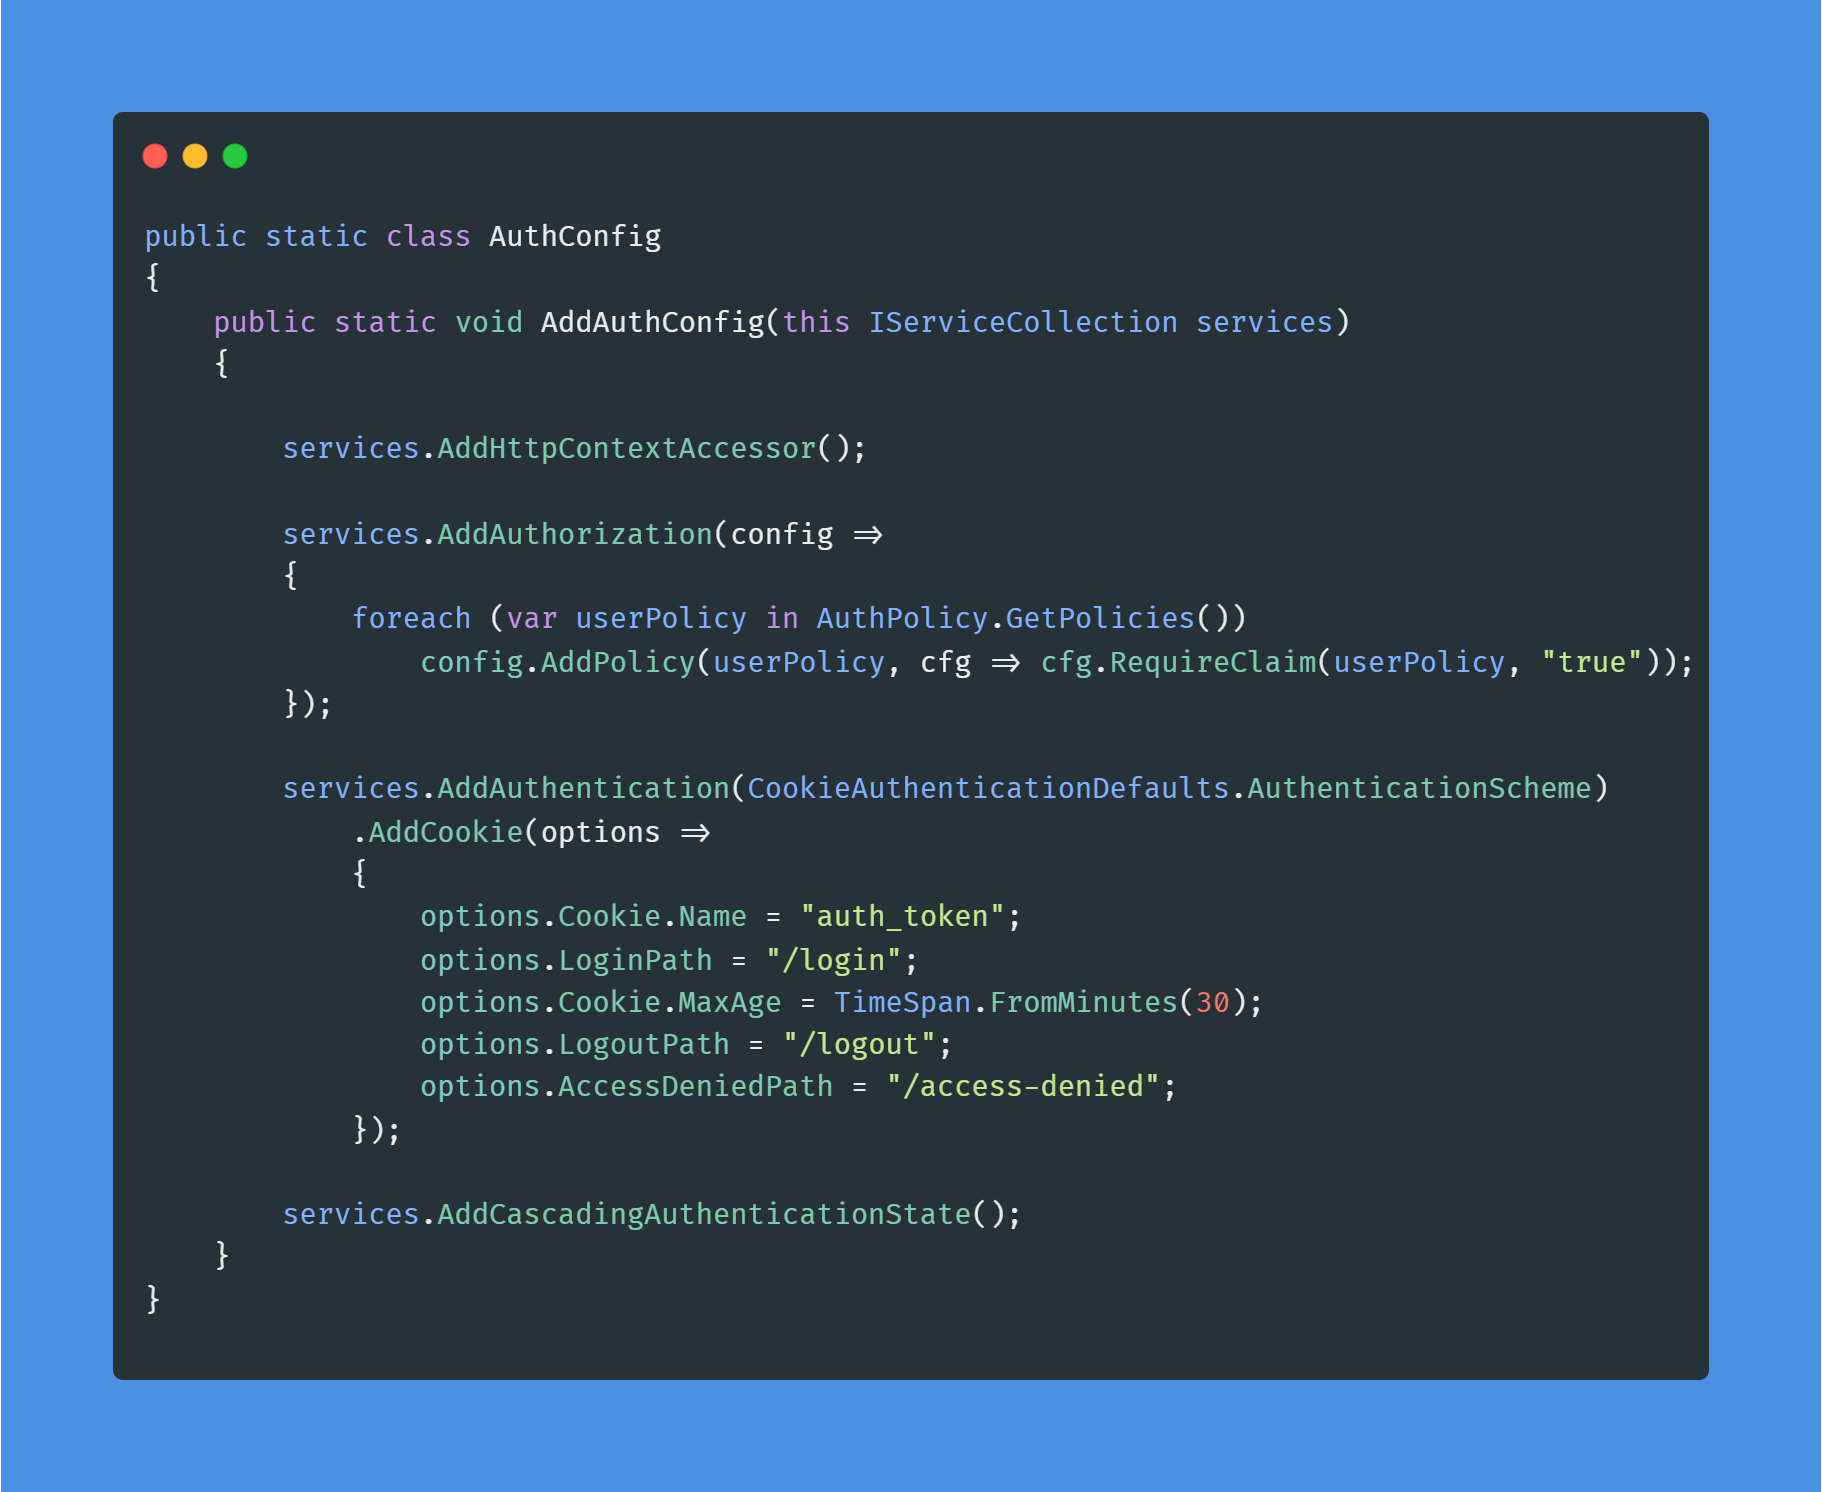 public static class AuthConfig
{
    public static void AddAuthConfig(this IServiceCollection services)
    {

        services.AddHttpContextAccessor();

        services.AddAuthorization(config =>
        {
            foreach (var userPolicy in AuthPolicy.GetPolicies())
                config.AddPolicy(userPolicy, cfg => cfg.RequireClaim(userPolicy, "true"));
        });

        services.AddAuthentication(CookieAuthenticationDefaults.AuthenticationScheme)
            .AddCookie(options =>
            {
                options.Cookie.Name = "auth_token";
                options.LoginPath = "/login";
                options.Cookie.MaxAge = TimeSpan.FromMinutes(30);
                options.LogoutPath = "/logout";
                options.AccessDeniedPath = "/access-denied";
            });

        services.AddCascadingAuthenticationState();
    }
}